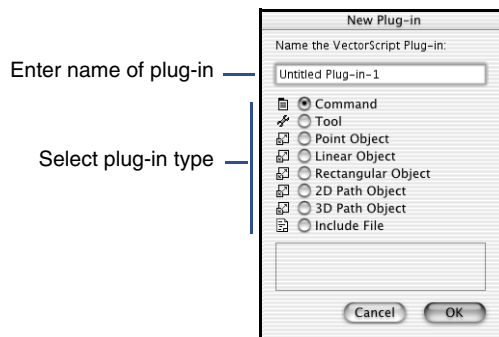 New Plug-in
Name the VectorScript Plug-in:
Enter name of plug-in
Untitled Plug-in-1
Command
Tool
Point Object
Select plug-in type
Linear Object
Rectangular Object
2D Path Object
3D Path Object
Include File
Cancel OK